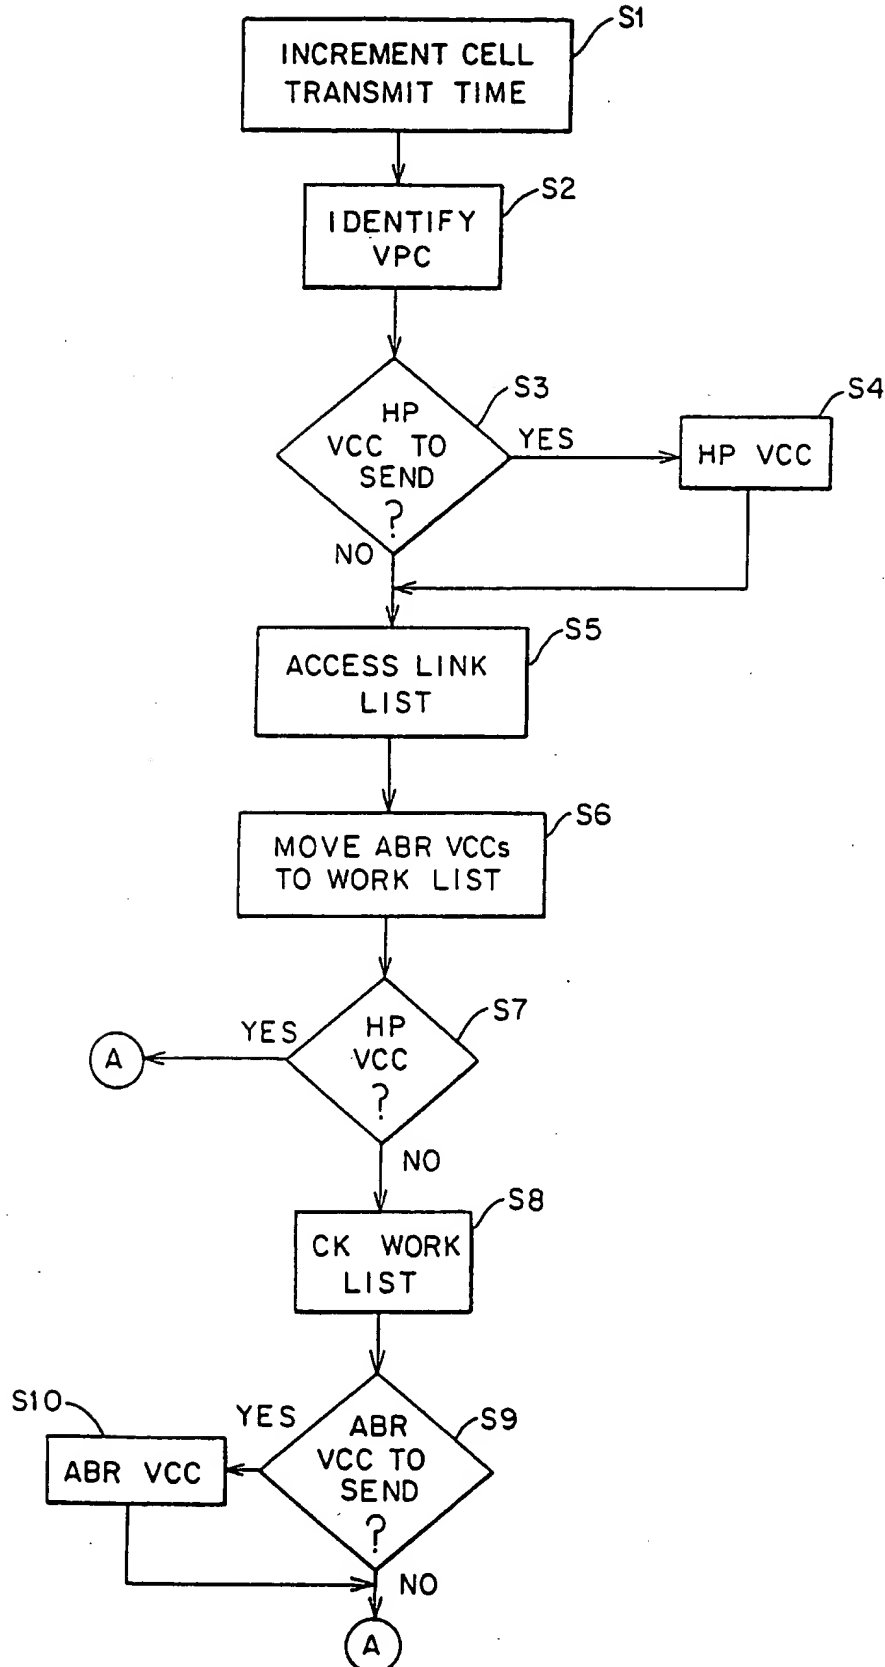 S1
INCREMENT CELL
TRANSMIT TIME
S2
IDENTIFY
VPC
S3
HP
VCC TO
SEND
?
YES
S4
HP VCC
NO
S5
ACCESS LINK
LIST
S6
MOVE ABR VCCs
TO WORK LIST
S7
HP
VCC
?
YES
A
NO
S8
CK WORK
LIST
S9
ABR
VCC TO
SEND
?
YES
S10
ABR VCC
NO
A